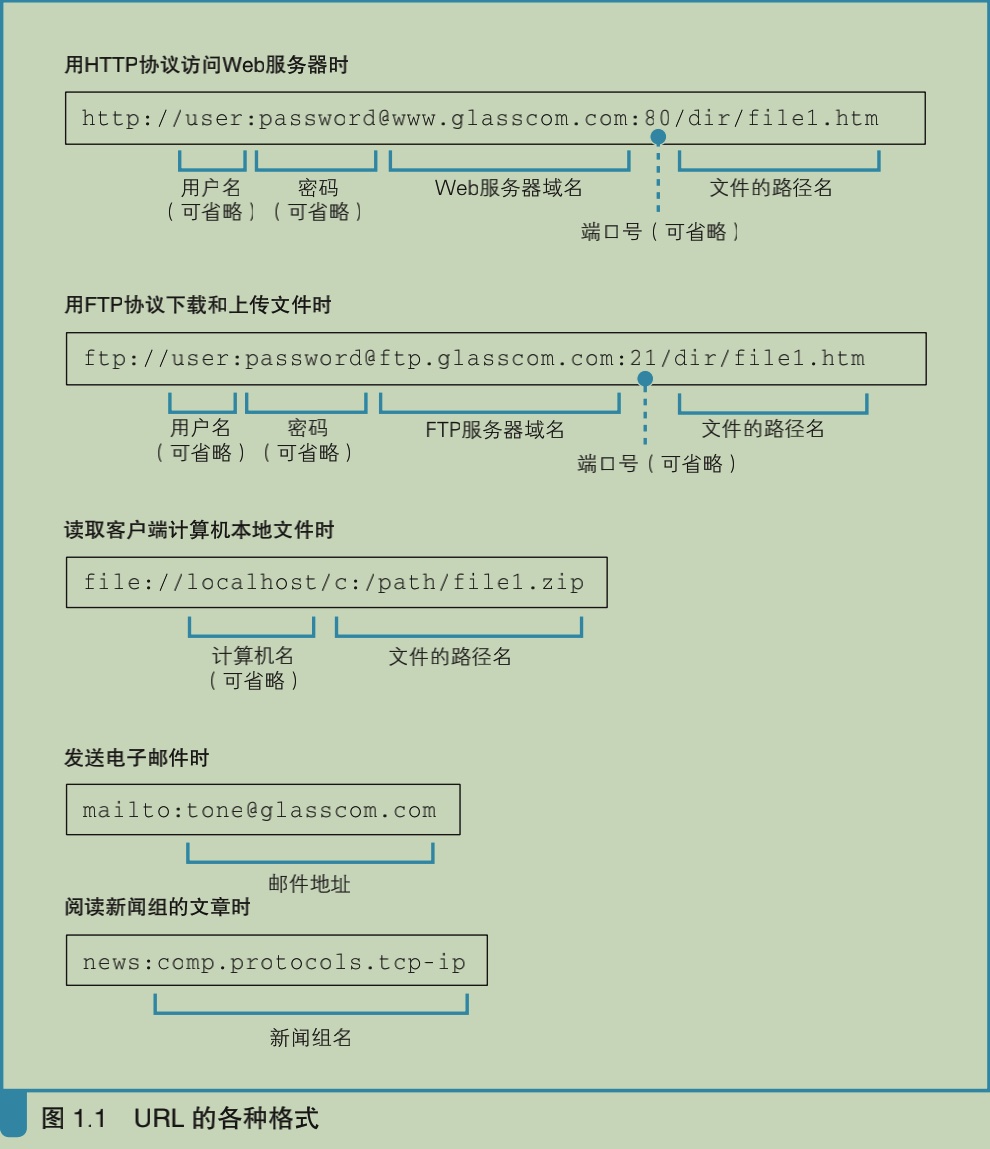 用HTTP协议访问Web服务器时
http://user:password@www.glasscom.com:80/dir/file1.htm
用户名 密码 Web服务器域名 文件的路径名
（可省略）（可省略）
端口号（可省略）
用FTP协议下载和上传文件时
ftp://user:password@ftp.glasscom.com:21/dir/file1.htm
用户名 密码 FTP服务器域名 文件的路径名
（可省略）（可省略）
端口号（可省略）
读取客户端计算机本地文件时
file://localhost/c:/path/file1.zip
计算机名 文件的路径名
（可省略）
发送电子邮件时
mailto:tone@glasscom.com
邮件地址
阅读新闻组的文章时
news:comp.protocols.tcp-ip
新闻组名
图 1.1 URL 的各种格式